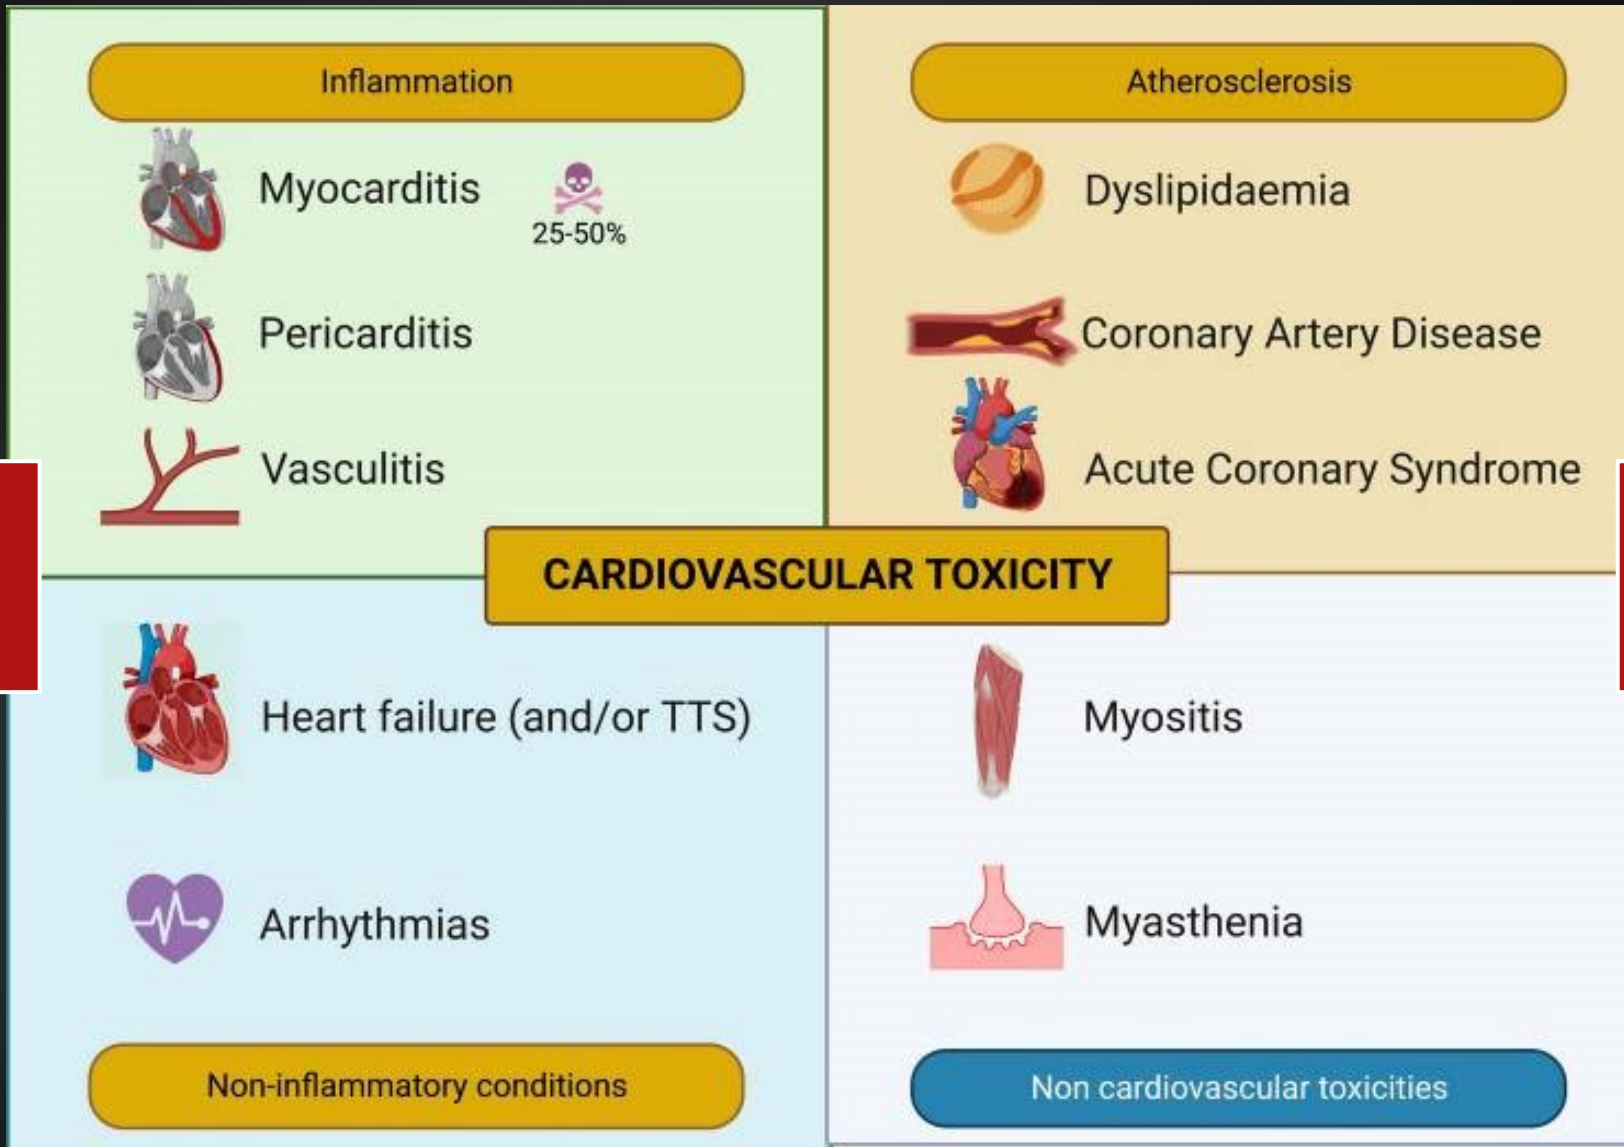 Inflammation
Myocarditis
25-50%
Pericarditis
Vasculitis
Atherosclerosis
Dyslipidaemia
Coronary Artery Disease
Acute Coronary Syndrome
CARDIOVASCULAR TOXICITY
Heart failure (and/or TTS)
Arrhythmias
Non-inflammatory conditions
Myositis
Myasthenia
Non cardiovascular toxicities